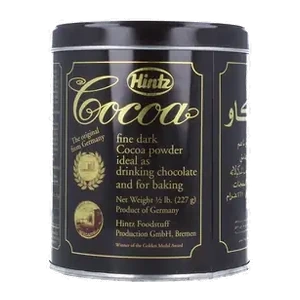 Hintz
Cocoa
The original
from Germany
fine dark
Cocoa powder
ideal as
drinking chocolate
and for baking
Net Weight ½ lb. (227 g)
Product of Germany
Hintz Foodstuff
Production GmbH, Bremen
Winner of the Golden Medal Award